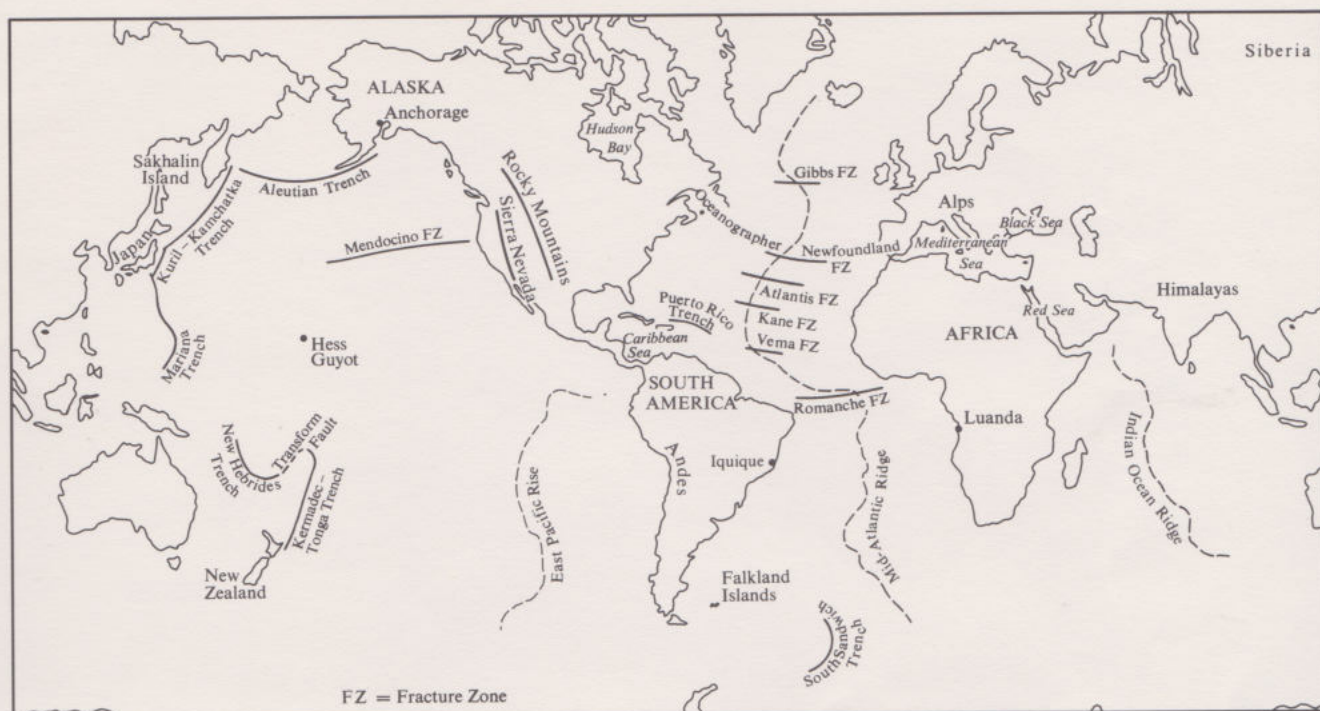 Siberia
ALASKA
Anchorage
Hudson
Bay
Sakhalin
Island
Aleutian Trench
Kuril – Kamchatka
Trench
Japan
Rocky Mountains
Sierra Nevada
Mendocino FZ
Gibbs FZ
Oceanographer
Newfoundland
FZ
Alps
Black Sea
Mediterranean
Sea
Atlantis FZ
Puerto Rico
Trench
Kane FZ
Vema FZ
Caribbean
Sea
Red Sea
Himalayas
AFRICA
Mariana
Trench
Hess
Guyot
SOUTH
AMERICA
Romanche FZ
Luanda
New Hebrides
Trench
Transform
Fault
Kermadec –
Tonga Trench
New
Zealand
East Pacific Rise
Andes
Iquique
Mid-Atlantic Ridge
Indian Ocean
Ridge
Falkland
Islands
South Sandwich
Trench
FZ = Fracture Zone